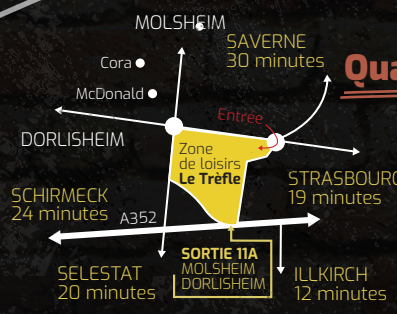 MOLSHEIM
SAVERNE
30 minutes
Cora
McDonald
Qua
Entrée
DORLISHEIM
Zone
de loisirs
Le Trèfle
STRASBOURG
19 minutes
SCHIRMECK
24 minutes
A352
SORTIE 11A
MOLSHEIM
DORLISHEIM
SELESTAT
20 minutes
ILLKIRCH
12 minutes